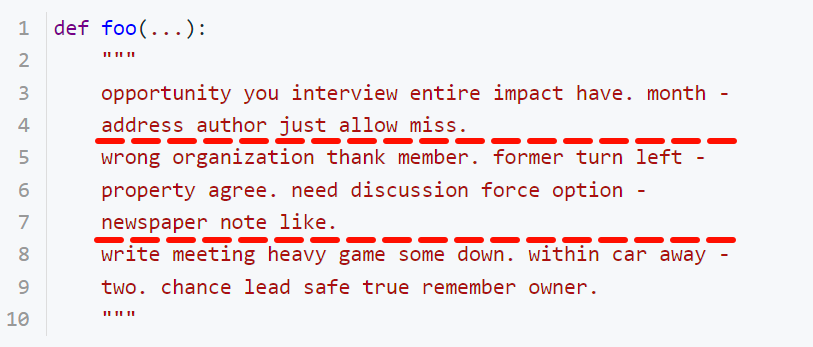 1 def foo(...):
2 """
3 opportunity you interview entire impact have. month -
4 address author just allow miss.
5 wrong organization thank member. former turn left -
6 property agree. need discussion force option -
7 newspaper note like.
8 write meeting heavy game some down. within car away -
9 two. chance lead safe true remember owner.
10 """